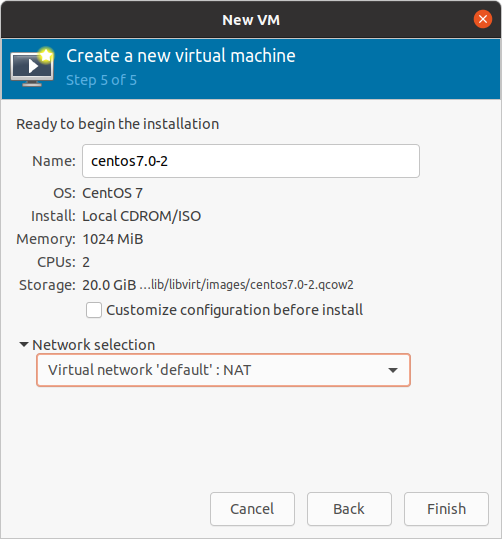 New VM
Create a new virtual machine
Step 5 of 5
Ready to begin the installation
Name: centos7.0-2
OS: CentOS 7
Install: Local CDROM/ISO
Memory: 1024 MiB
CPUs: 2
Storage: 20.0 GiB ...lib/libvirt/images/centos7.0-2.qcow2
Customize configuration before install
Network selection
Virtual network 'default' : NAT
Cancel Back Finish